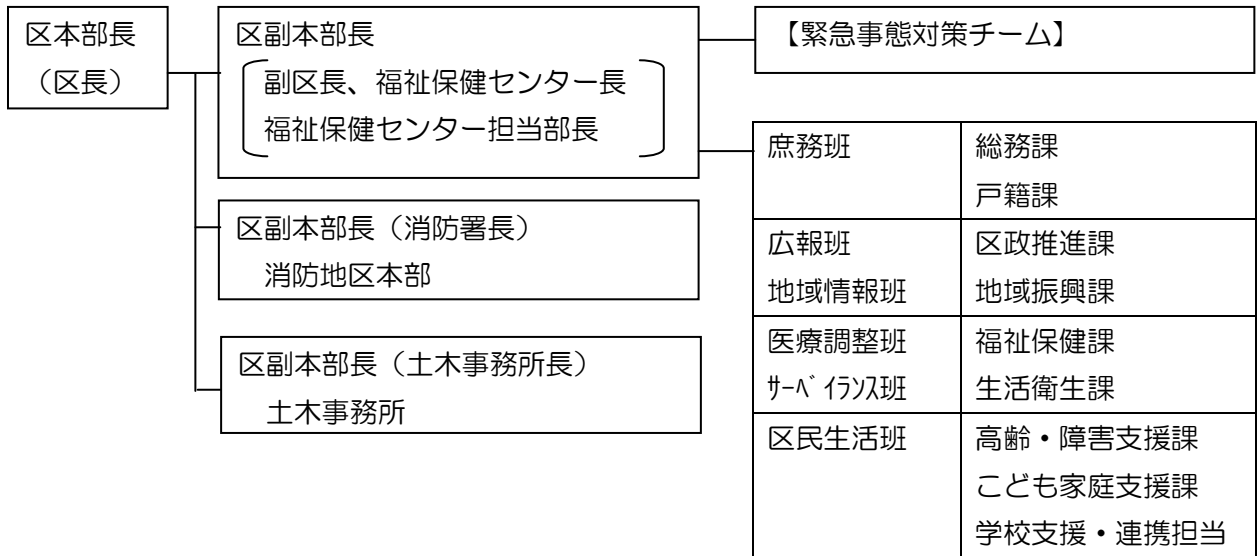 区本部長
（区長）
区副本部長
副区長、福祉保健センター長
福祉保健センター担当部長
区副本部長（消防署長）
消防地区本部
区副本部長（土木事務所長）
土木事務所
【緊急事態対策チーム】
庶務班 総務課
戸籍課
広報班 区政推進課
地域情報班 地域振興課
医療調整班 福祉保健課
ｻｰﾍﾞｲﾗﾝｽ班 生活衛生課
区民生活班 高齢・障害支援課
こども家庭支援課
学校支援・連携担当